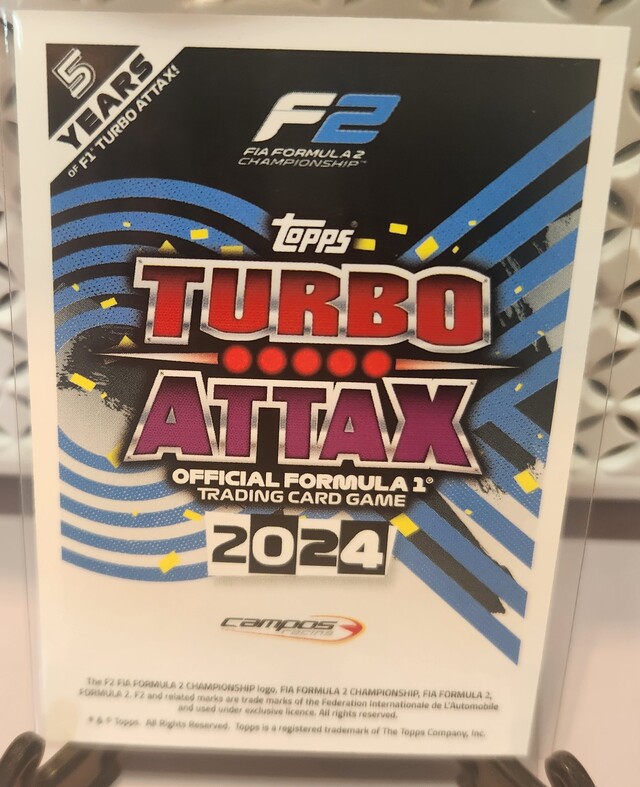 5
YEARS
OF F1® TURBO ATTAX!
F2
FIA FORMULA 2
CHAMPIONSHIP™
Topps®
TURBO
ATTAX
OFFICIAL FORMULA 1®
TRADING CARD GAME
2024
campos
racing
The F2 FIA FORMULA 2 CHAMPIONSHIP logo, FIA FORMULA 2 CHAMPIONSHIP, FIA FORMULA 2,
FORMULA 2, F2 and related marks are trade marks of the Federation Internationale de L'Automobile
and used under exclusive licence. All rights reserved.
® & © Topps. All Rights Reserved. Topps is a registered trademark of The Topps Company, Inc.